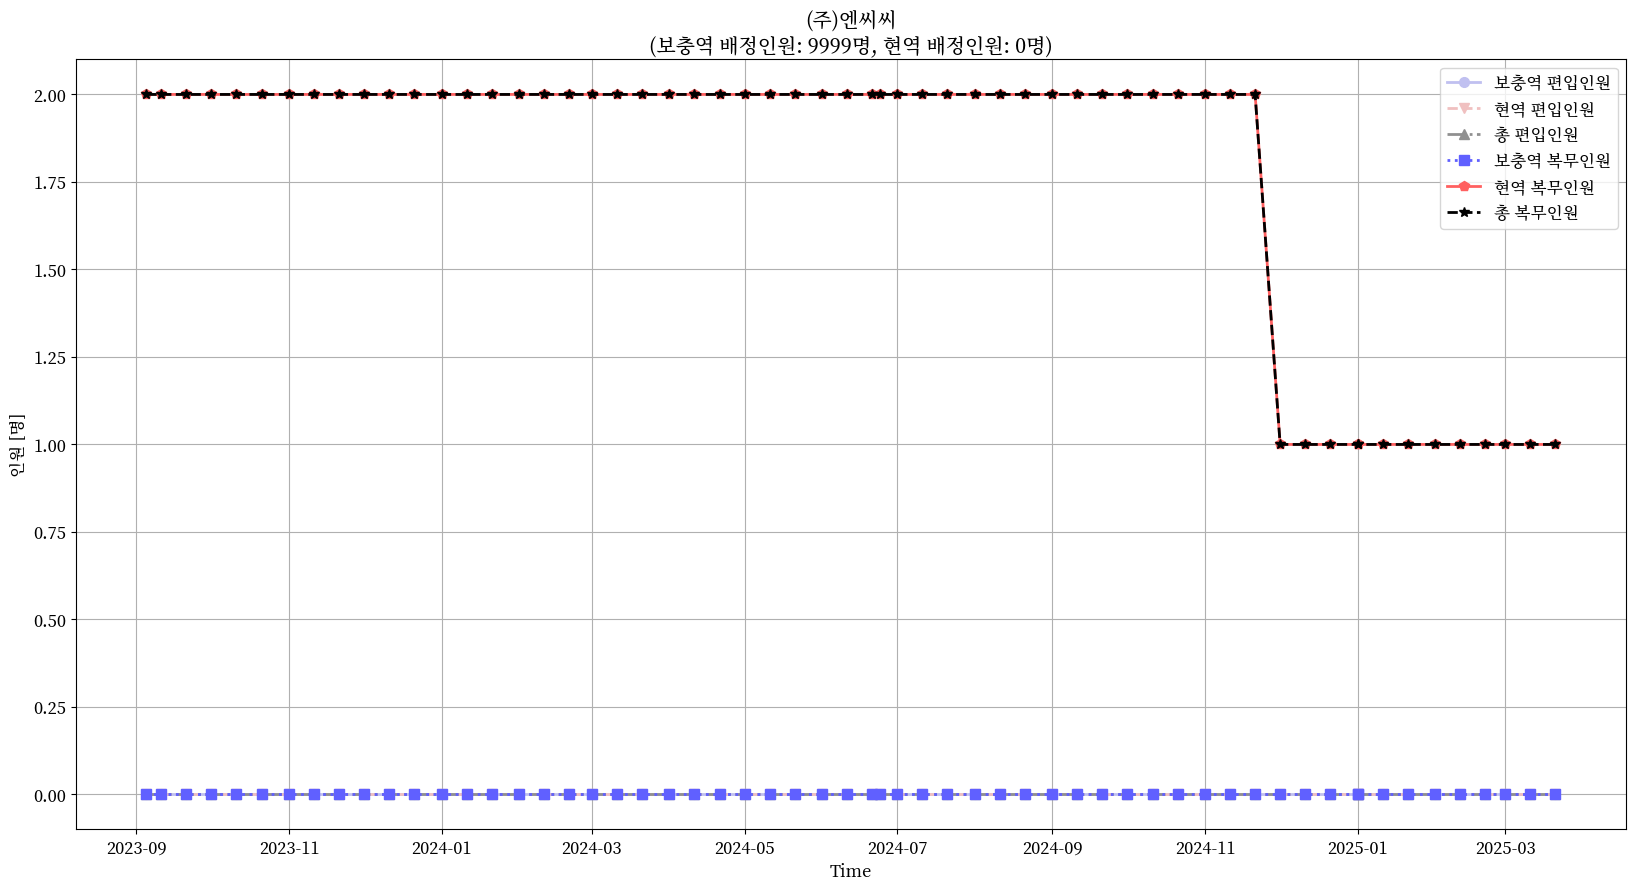 (주)엔씨씨
(보충역 배정인원: 9999명, 현역 배정인원: 0명)
보충역 편입인원
현역 편입인원
총 편입인원
보충역 복무인원
현역 복무인원
총 복무인원
인원 [명]
2.00
1.75
1.50
1.25
1.00
0.75
0.50
0.25
0.00
2023-09
2023-11
2024-01
2024-03
2024-05
2024-07
2024-09
2024-11
2025-01
2025-03
Time